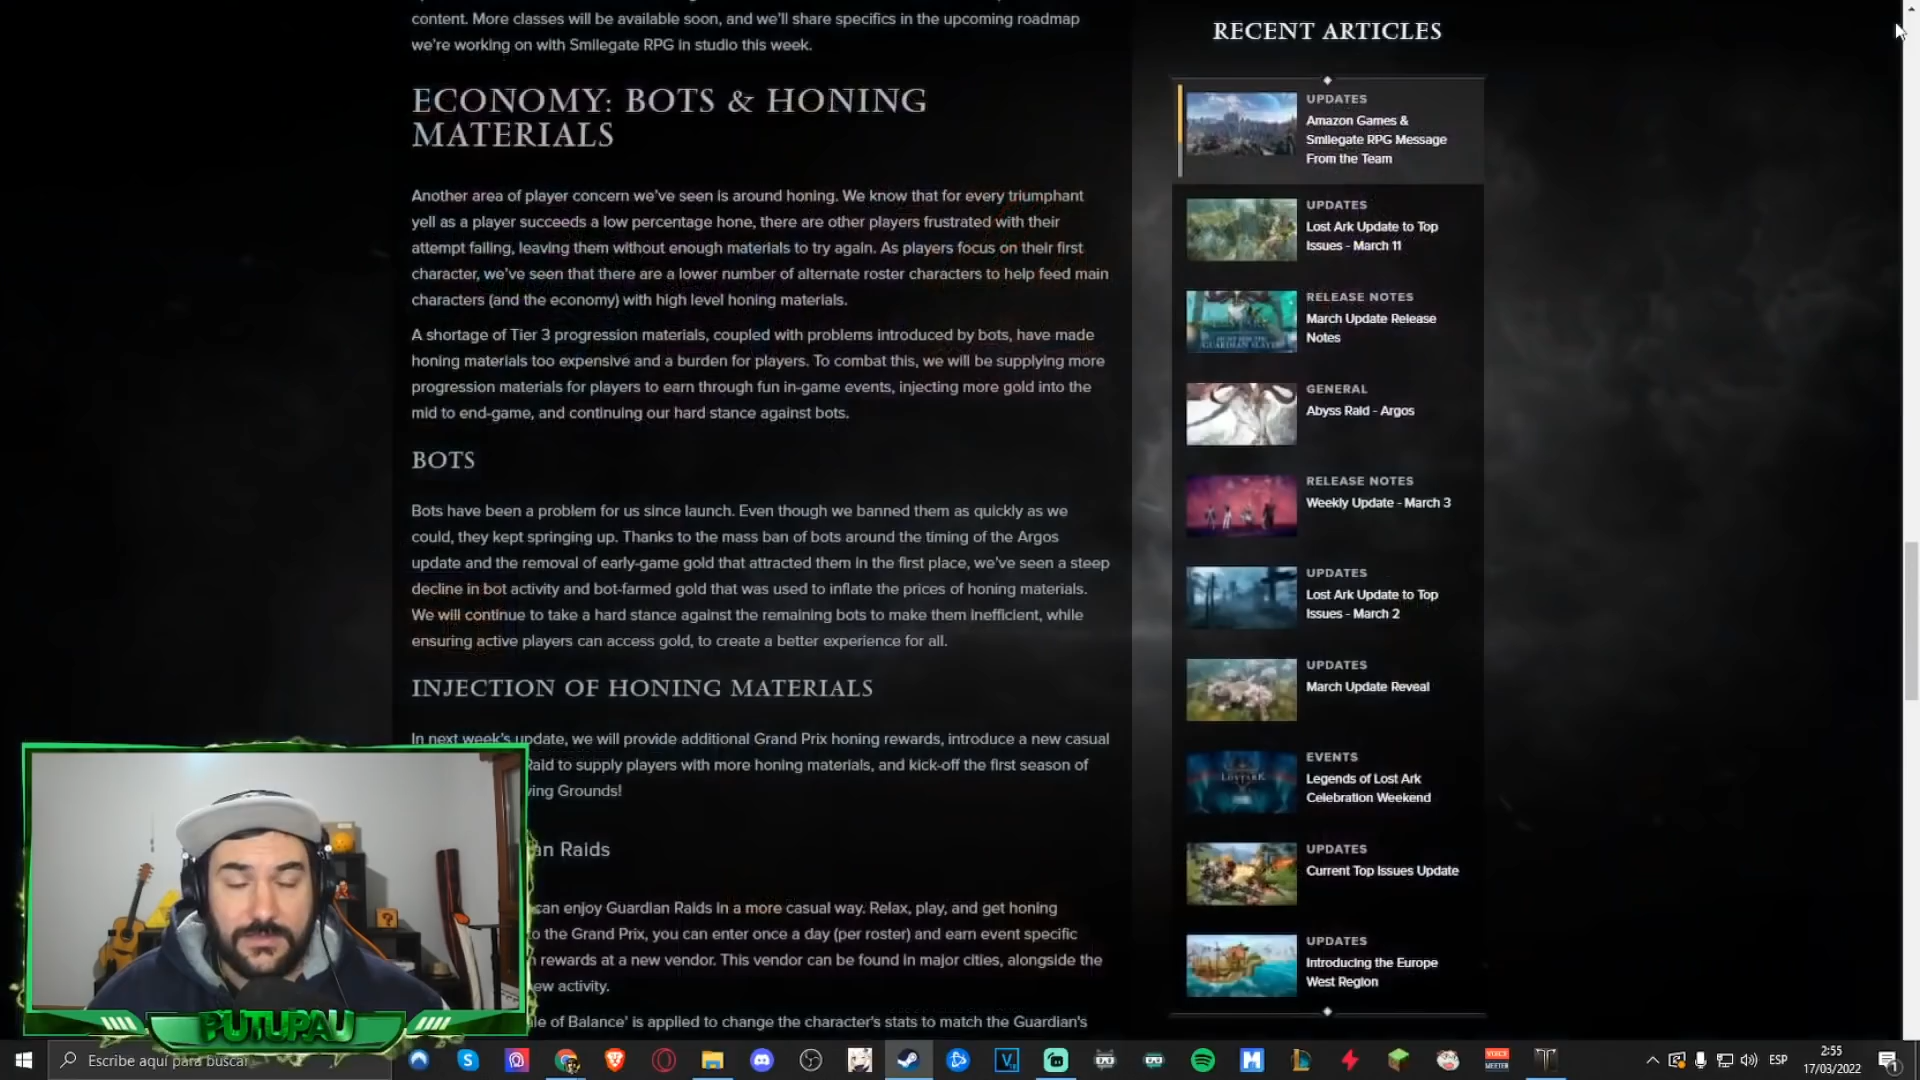 content. More classes will be available soon, and we'll share specifics in the upcoming roadmap
we're working on with Smilegate RPG in studio this week.
ECONOMY: BOTS & HONING
MATERIALS
Another area of player concern we've seen is around honing. We know that for every triumphant
yell as a player succeeds a low percentage hone, there are other players frustrated with their
attempt failing, leaving them without enough materials to try again. As players focus on their first
character, we've seen that there are a lower number of alternate roster characters to help feed main
characters (and the economy) with high level honing materials.
A shortage of Tier 3 progression materials, coupled with problems introduced by bots, have made
honing materials too expensive and a burden for players. To combat this, we will be supplying more
progression materials for players to earn through fun in-game events, injecting more gold into the
mid to end-game, and continuing our hard stance against bots.
BOTS
Bots have been a problem for us since launch. Even though we banned them as quickly as we
could, they kept springing up. Thanks to the mass ban of bots around the timing of the Argos
update and the removal of early-game gold that attracted them in the first place, we've seen a steep
decline in bot activity and bot-farmed gold that was used to inflate the prices of honing materials.
We will continue to take a hard stance against the remaining bots to make them inefficient, while
ensuring active players can access gold, to create a better experience for all.
INJECTION OF HONING MATERIALS
In next week's update, we will provide additional Grand Prix honing rewards, introduce a new casual
Raid to supply players with more honing materials, and kick-off the first season of
ving Grounds!
an Raids
can enjoy Guardian Raids in a more casual way. Relax, play, and get honing
o the Grand Prix, you can enter once a day (per roster) and earn event specific
n rewards at a new vendor. This vendor can be found in major cities, alongside the
ew activity.
le of Balance' is applied to change the character's stats to match the Guardian's
RECENT ARTICLES
UPDATES
Amazon Games &
Smilegate RPG Message
From the Team
UPDATES
Lost Ark Update to Top
Issues - March 11
RELEASE NOTES
March Update Release
Notes
GENERAL
Abyss Raid - Argos
RELEASE NOTES
Weekly Update - March 3
UPDATES
Lost Ark Update to Top
Issues - March 2
UPDATES
March Update Reveal
EVENTS
Legends of Lost Ark
Celebration Weekend
UPDATES
Current Top Issues Update
UPDATES
Introducing the Europe
West Region
PUTUPAU
Escribe aquí para buscar
ESP
2:55
17/03/2022